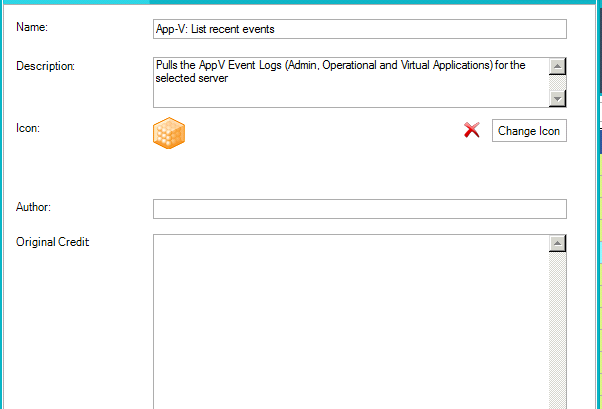 Name:
App-V: List recent events
Description:
Pulls the AppV Event Logs (Admin, Operational and Virtual Applications) for the
selected server
Icon:
Change Icon
Author:
Original Credit